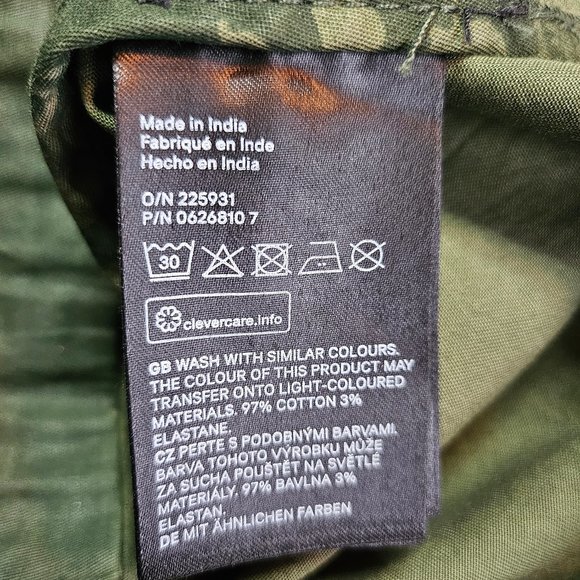 Made in India
Fabriqué en Inde
Hecho en India
O/N 225931
P/N 0626810 7
30
clevercare.info
GB WASH WITH SIMILAR COLOURS.
THE COLOUR OF THIS PRODUCT MAY
TRANSFER ONTO LIGHT-COLOURED
MATERIALS. 97% COTTON 3%
ELASTANE.
CZ PERTE S PODOBNÝMI BARVAMI.
BARVA TOHOTO VÝROBKU MŮŽE
ZA SUCHA POUŠTĚT NA SVĚTLÉ
MATERIÁLY. 97% BAVLNA 3%
ELASTAN.
DE MIT ÄHNLICHEN FARBEN